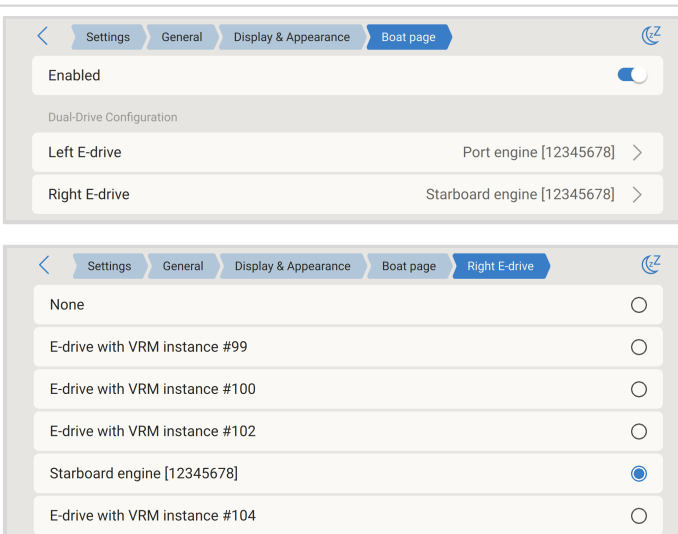 Settings General Display & Appearance Boat page
Enabled
Dual-Drive Configuration
Left E-drive Port engine [12345678]
Right E-drive Starboard engine [12345678]
Settings General Display & Appearance Boat page Right E-drive
None
E-drive with VRM instance #99
E-drive with VRM instance #100
E-drive with VRM instance #102
Starboard engine [12345678]
E-drive with VRM instance #104